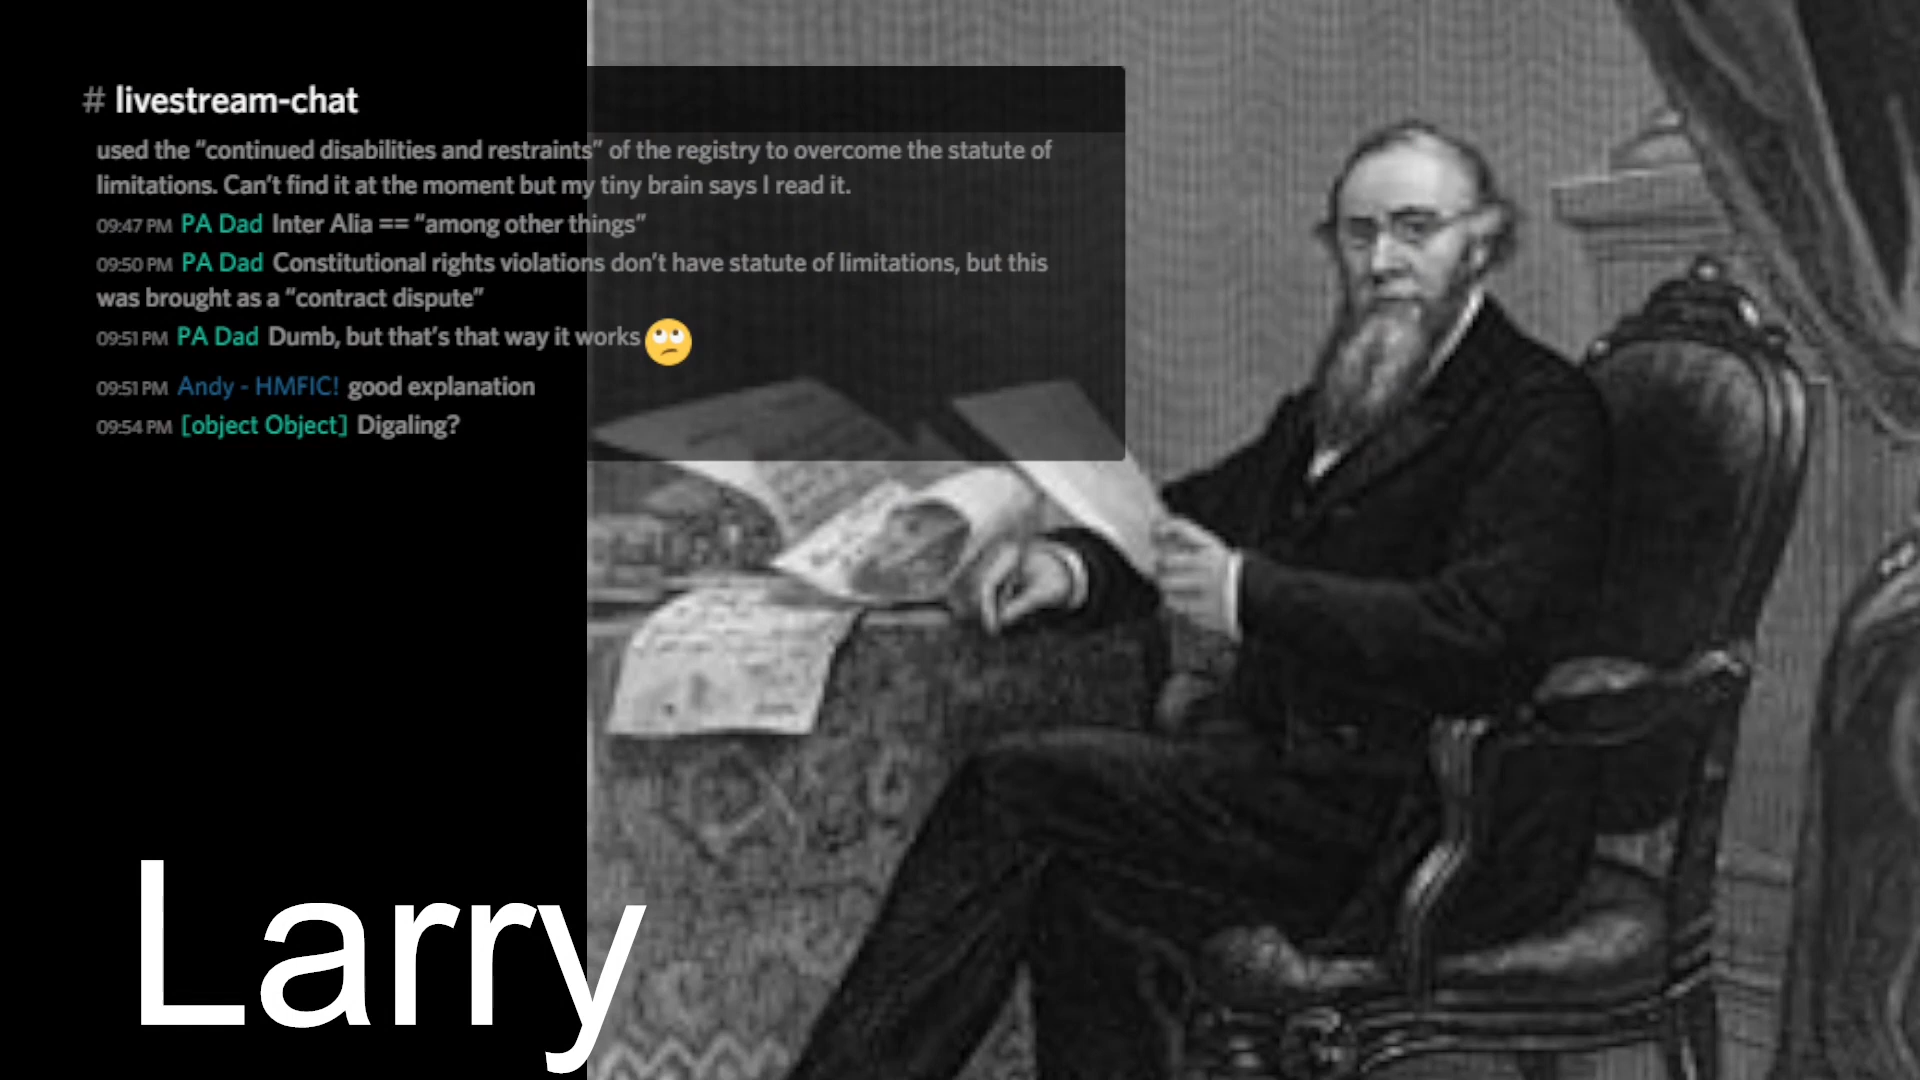 # livestream-chat
used the “continued disabilities and restraints” of the registry to overcome the statute of
limitations. Can’t find it at the moment but my tiny brain says I read it.
09:47 PM PA Dad Inter Alia == “among other things”
09:50 PM PA Dad Constitutional rights violations don’t have statute of limitations, but this
was brought as a “contract dispute”
09:51 PM PA Dad Dumb, but that’s that way it works 🙄
09:51 PM Andy - HMFIC! good explanation
09:54 PM [object Object] Digaling?
Larry